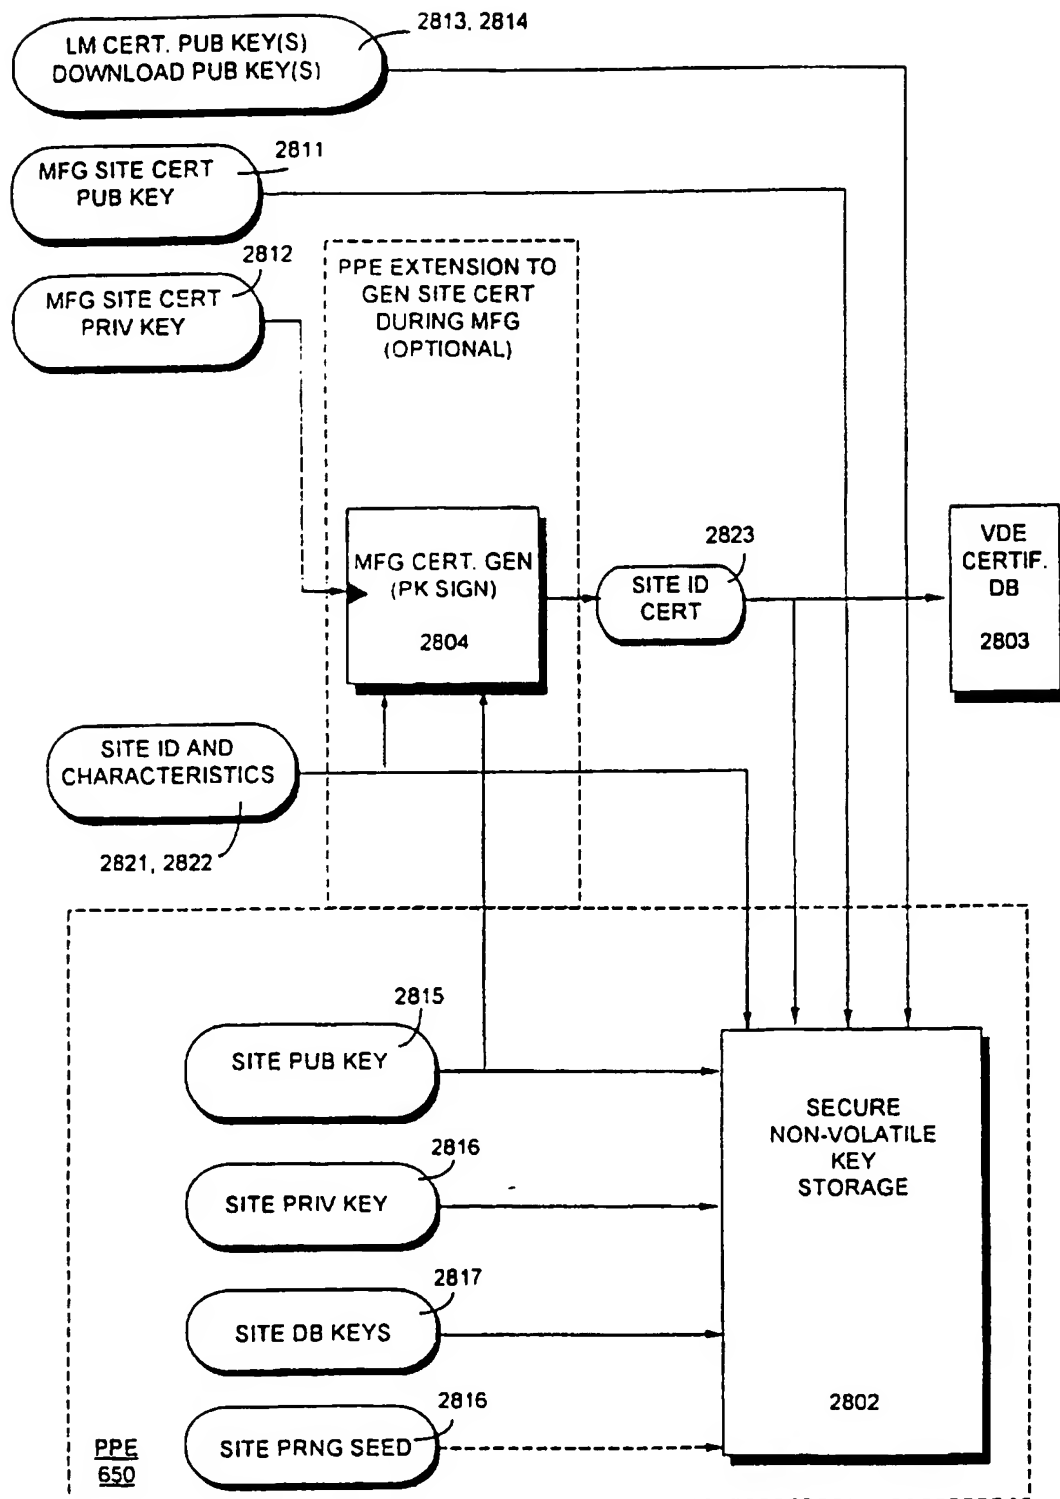 2813, 2814
LM CERT. PUB KEY(S)
DOWNLOAD PUB KEY(S)
2811
MFG SITE CERT
PUB KEY
2812
MFG SITE CERT
PRIV KEY
PPE EXTENSION TO
GEN SITE CERT
DURING MFG
(OPTIONAL)
MFG CERT. GEN
(PK SIGN)
2804
2823
SITE ID
CERT
VDE
CERTIF.
DB
2803
SITE ID AND
CHARACTERISTICS
2821, 2822
2815
SITE PUB KEY
2816
SITE PRIV KEY
2817
SITE DB KEYS
2816
SITE PRNG SEED
SECURE
NON-VOLATILE
KEY
STORAGE
2802
PPE
650